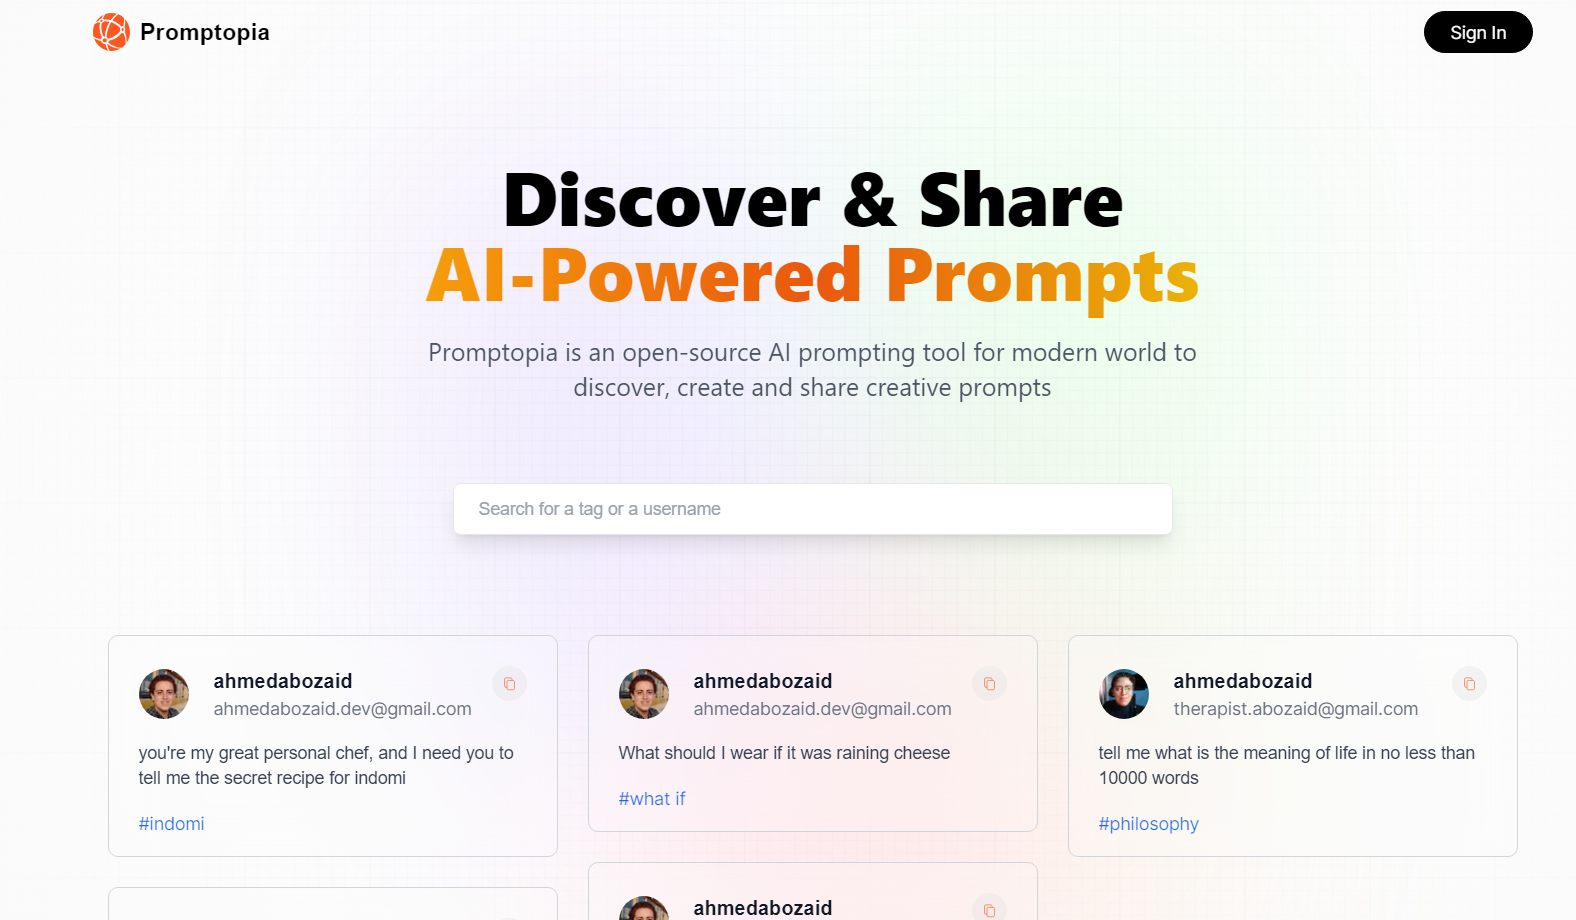 Promptopia
Sign In
Discover & Share
AI-Powered Prompts
Promptopia is an open-source AI prompting tool for modern world to
discover, create and share creative prompts
Search for a tag or a username
ahmedabozaid
ahmedabozaid.dev@gmail.com
you're my great personal chef, and I need you to
tell me the secret recipe for indomi
#indomi
ahmedabozaid
ahmedabozaid.dev@gmail.com
What should I wear if it was raining cheese
#what if
ahmedabozaid
therapist.abozaid@gmail.com
tell me what is the meaning of life in no less than
10000 words
#philosophy
ahmedabozaid